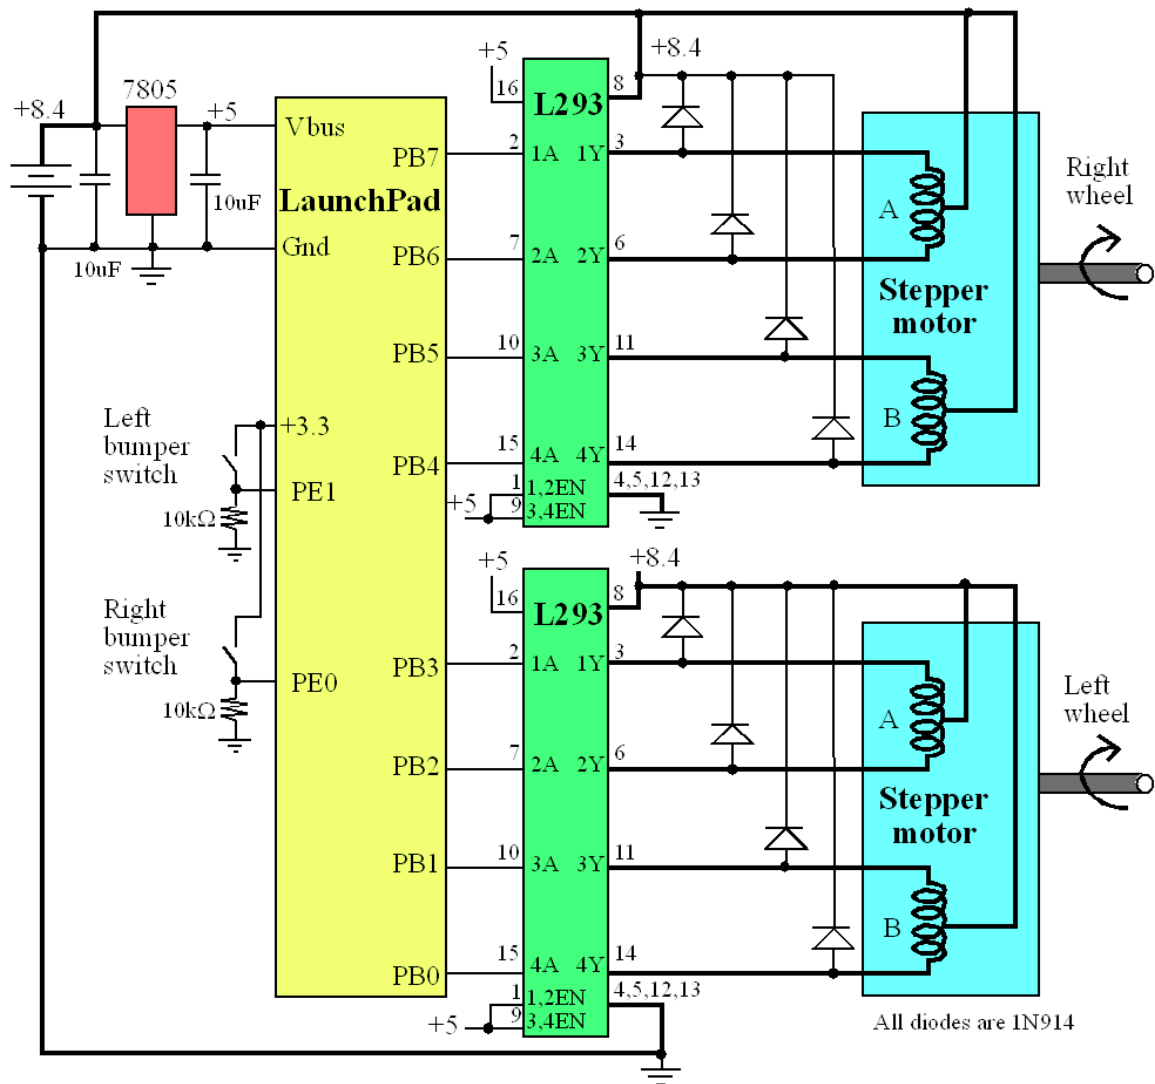 +8.4
7805
+5
10uF
10uF
Vbus
LaunchPad
Gnd
PB7
PB6
PB5
PB4
+3.3
PE1
PE0
PB3
PB2
PB1
PB0
Left
bumper
switch
10kΩ
Right
bumper
switch
10kΩ
+5
16
L293
8
+8.4
2
1A
1Y
3
7
2A
2Y
6
10
3A
3Y
11
15
4A
4Y
14
1
1,2EN
4,5,12,13
+5
9
3,4EN
A
Stepper
motor
B
Right
wheel
+5
16
L293
8
+8.4
2
1A
1Y
3
7
2A
2Y
6
10
3A
3Y
11
15
4A
4Y
14
1
1,2EN
4,5,12,13
+5
9
3,4EN
A
Stepper
motor
B
Left
wheel
All diodes are 1N914